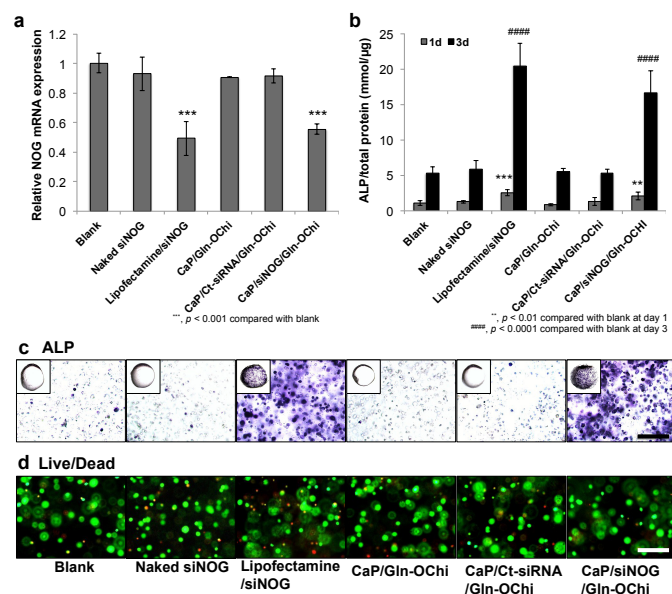 a
Relative NOG mRNA expression
1.2
1
0.8
0.6
0.4
0.2
0
***
***
Blank
Naked siNOG
Lipofectamine/siNOG
CaP/Gln-OChi
CaP/Ct-siRNA/Gln-OChi
CaP/siNOG/Gln-OChi
***, p < 0.001 compared with blank
b
ALP/total protein (mmol/µg)
1d
3d
25
20
15
10
5
0
***
####
**
####
Blank
Naked siNOG
Lipofectamine/siNOG
CaP/Gln-OChi
CaP/Ct-siRNA/Gln-OChi
CaP/siNOG/Gln-OCHI
**, p < 0.01 compared with blank at day 1
####, p < 0.0001 compared with blank at day 3
c ALP
d Live/Dead
Blank
Naked siNOG
Lipofectamine
/siNOG
CaP/Gln-OChi
CaP/Ct-siRNA
/Gln-OChi
CaP/siNOG
/Gln-OChi